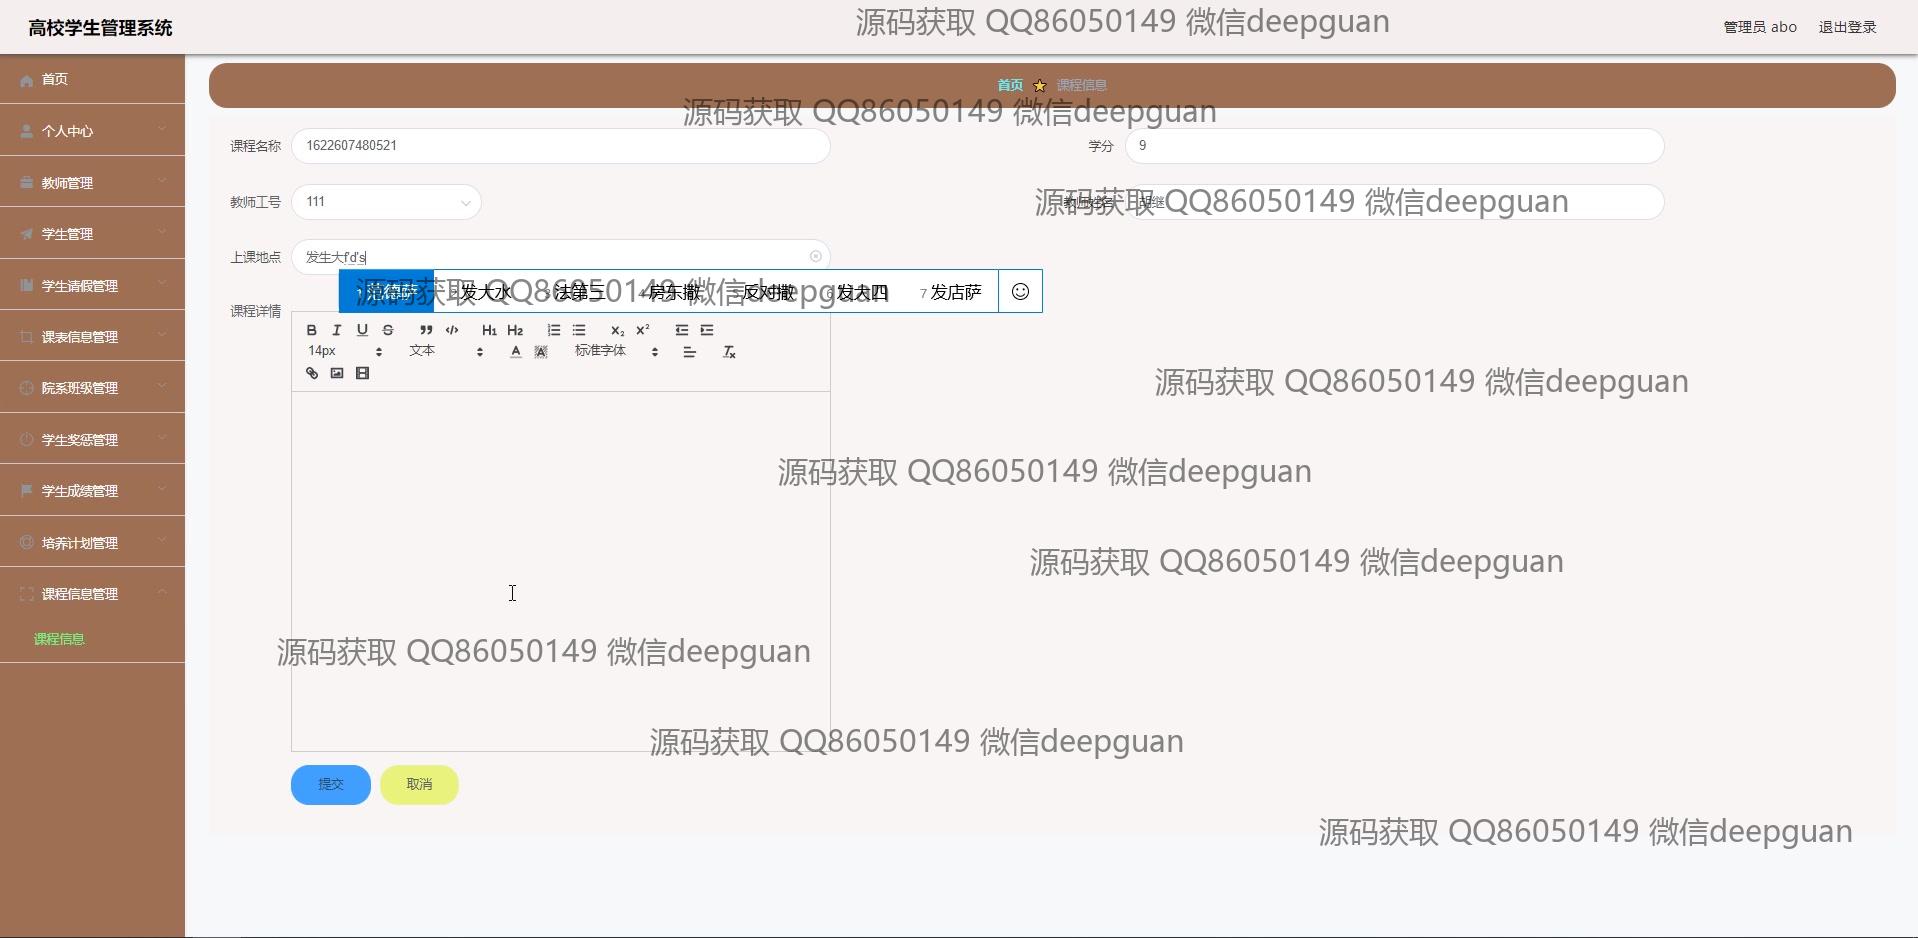 高校学生管理系统
源码获取 QQ86050149 微信deepguan
管理员 abo 退出登录
首页
个人中心
教师管理
学生管理
学生请假管理
课表信息管理
院系班级管理
学生奖惩管理
学生成绩管理
培养计划管理
课程信息管理
课程信息
首页 课程信息
源码获取 QQ86050149 微信deepguan
课程名称 1622607480521
学分 9
教师工号 111
教师姓名 胡继
源码获取 QQ86050149 微信deepguan
上课地点 发生大f'd's
1 范德萨 2 发大水 3 法第三 4 房东撒 5 反对撒 6 发大四 7 发店萨
源码获取 QQ86050149 微信deepguan
课程详情
B I U S H1 H2 X2 X2
14px 文本 A A 标准字体 Tx
源码获取 QQ86050149 微信deepguan
源码获取 QQ86050149 微信deepguan
源码获取 QQ86050149 微信deepguan
源码获取 QQ86050149 微信deepguan
源码获取 QQ86050149 微信deepguan
提交 取消
源码获取 QQ86050149 微信deepguan